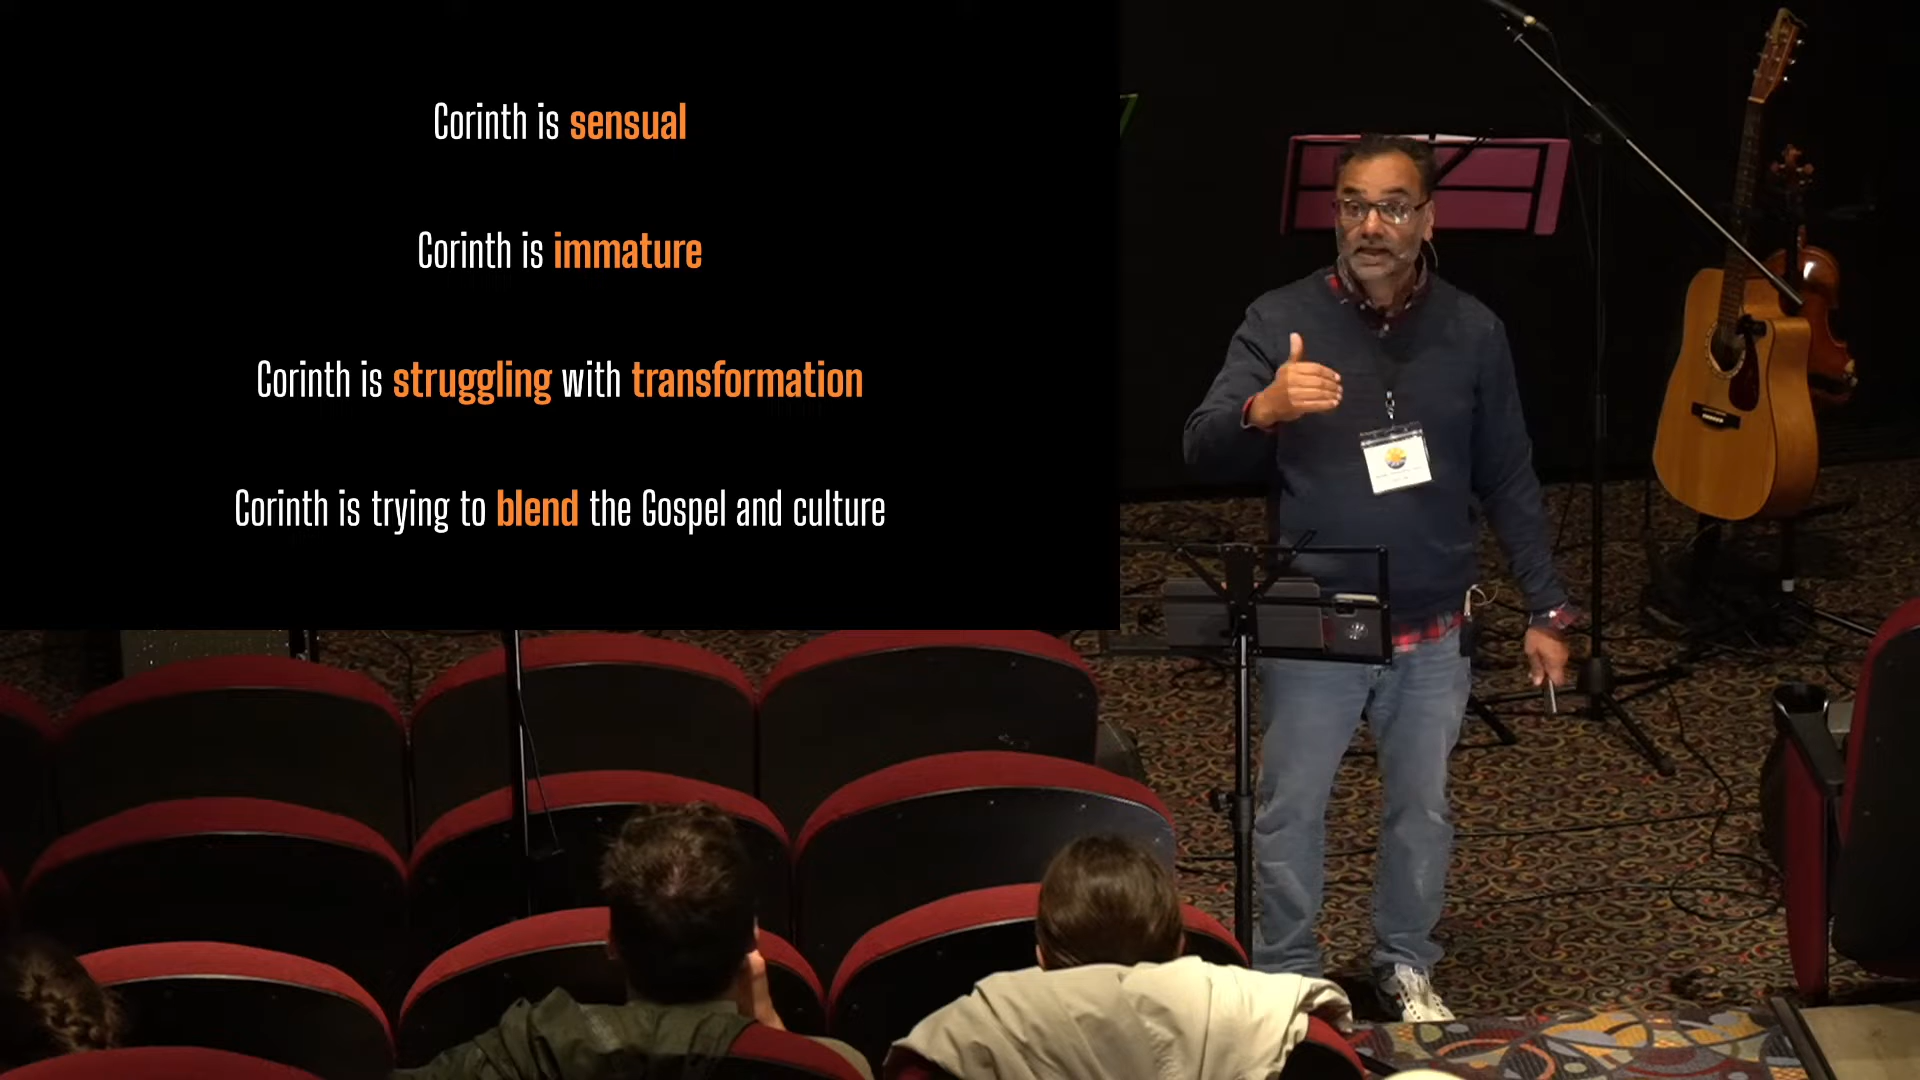 Corinth is sensual
Corinth is immature
Corinth is struggling with transformation
Corinth is trying to blend the Gospel and culture